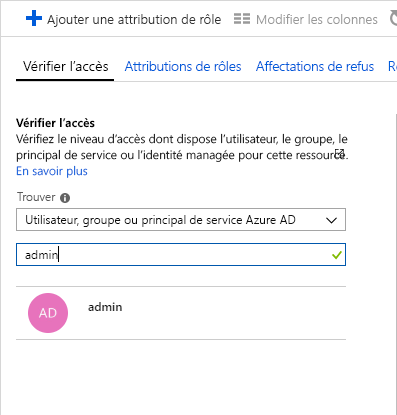 Ajouter une attribution de rôle Modifier les colonnes
Vérifier l’accès Attributions de rôles Affectations de refus
Vérifier l’accès
Vérifiez le niveau d’accès dont dispose l’utilisateur, le groupe, le
principal de service ou l’identité managée pour cette ressource.
En savoir plus
Trouver
Utilisateur, groupe ou principal de service Azure AD
admin
AD admin